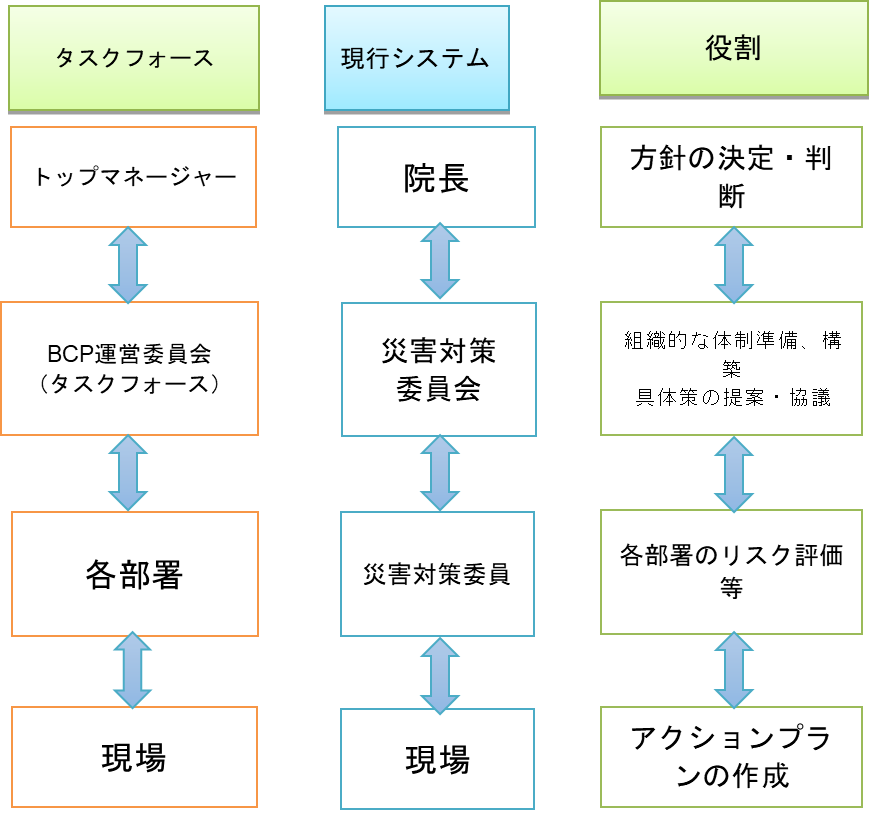 タスクフォース
現行システム
役割
トップマネージャー
院長
方針の決定・判
断
BCP運営委員会
（タスクフォース）
災害対策
委員会
組織的な体制準備、構
築
具体策の提案・協議
各部署
災害対策委員
各部署のリスク評価
等
現場
現場
アクションプラ
ンの作成